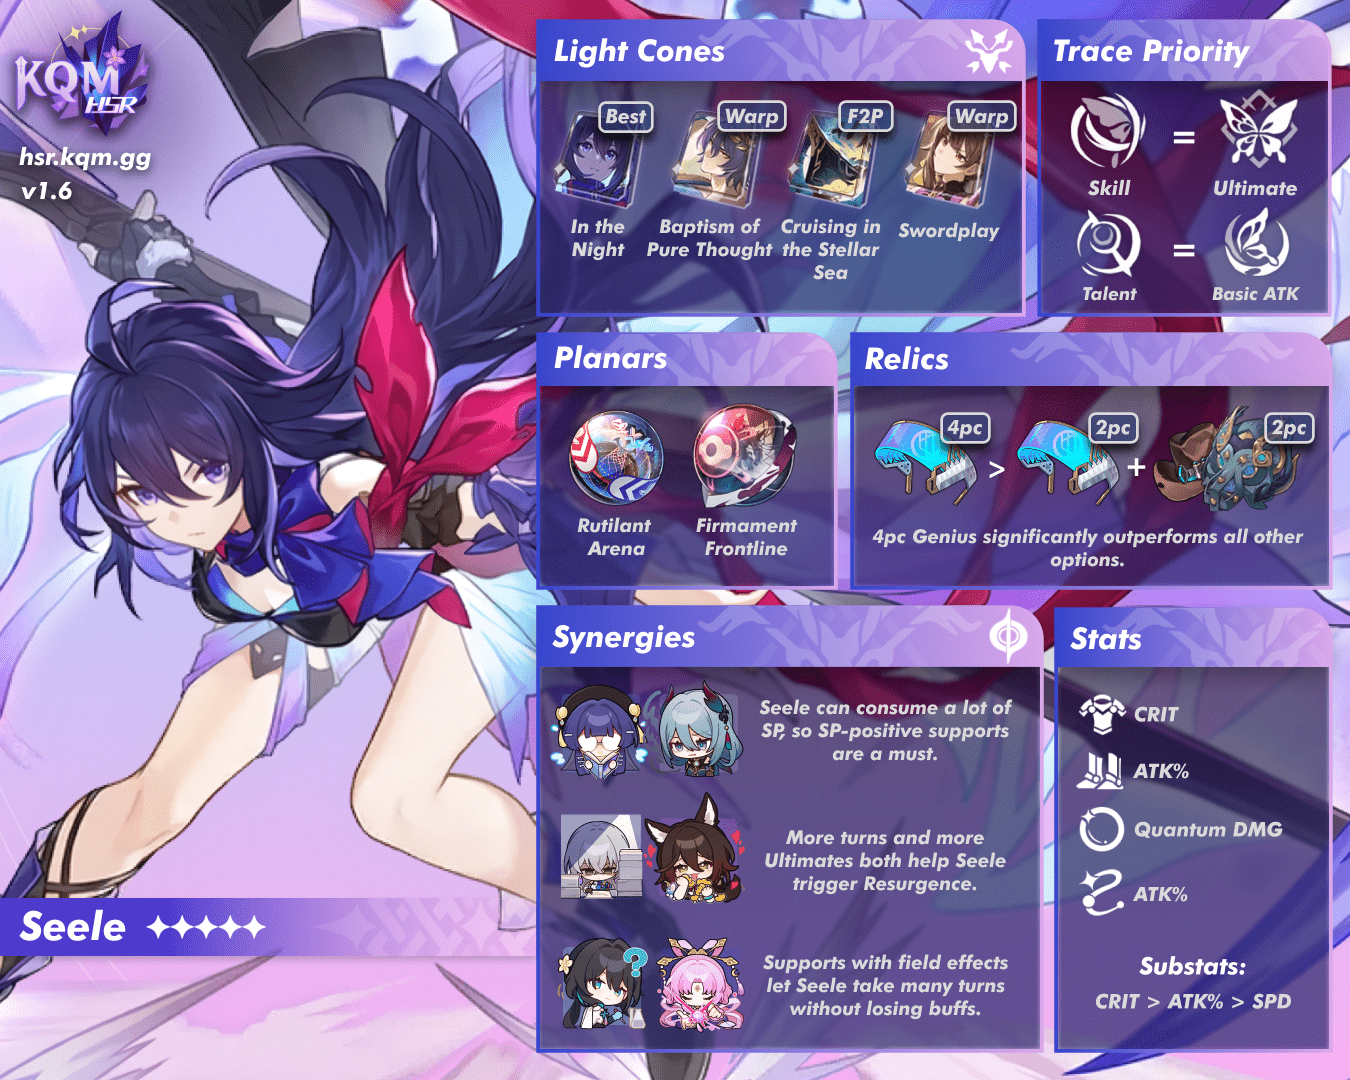 KQM
HSR
hsr.kqm.gg
v1.6
Seele
Light Cones
Best
Warp
F2P
Warp
In the
Night
Baptism of
Pure Thought
Cruising in
the Stellar
Sea
Swordplay
Trace Priority
=
Skill
Ultimate
=
Talent
Basic ATK
Planars
Rutilant
Arena
Firmament
Frontline
Relics
4pc
>
2pc
+
2pc
4pc Genius significantly outperforms all other
options.
Synergies
Seele can consume a lot of
SP, so SP-positive supports
are a must.
More turns and more
Ultimates both help Seele
trigger Resurgence.
?
Supports with field effects
let Seele take many turns
without losing buffs.
Stats
CRIT
ATK%
Quantum DMG
ATK%
Substats:
CRIT > ATK% > SPD